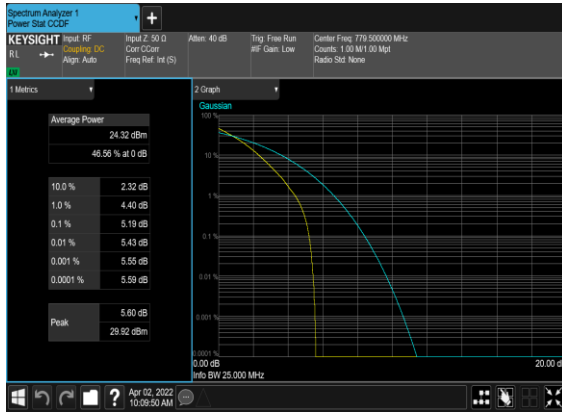 Spectrum Analyzer 1
Power Stat CCDF
KEYSIGHT
RL
Input: RF
Coupling: DC
Align: Auto
Input Z: 50 Ω
Corr CCorr
Freq Ref: Int (S)
Atten: 40 dB
Trig: Free Run
#IF Gain: Low
Center Freq: 779.500000 MHz
Counts: 1.00 M/1.00 Mpt
Radio Std: None
1 Metrics
Average Power
24.32 dBm
46.56 % at 0 dB
10.0 % 2.32 dB
1.0 % 4.40 dB
0.1 % 5.19 dB
0.01 % 5.43 dB
0.001 % 5.55 dB
0.0001 % 5.59 dB
Peak
5.60 dB
29.92 dBm
2 Graph
Gaussian
100 %
10 %
1 %
0.1 %
0.01 %
0.001 %
0.0001 %
0.00 dB
20.00 d
Info BW 25.000 MHz
?
Apr 02, 2022
10:09:50 AM